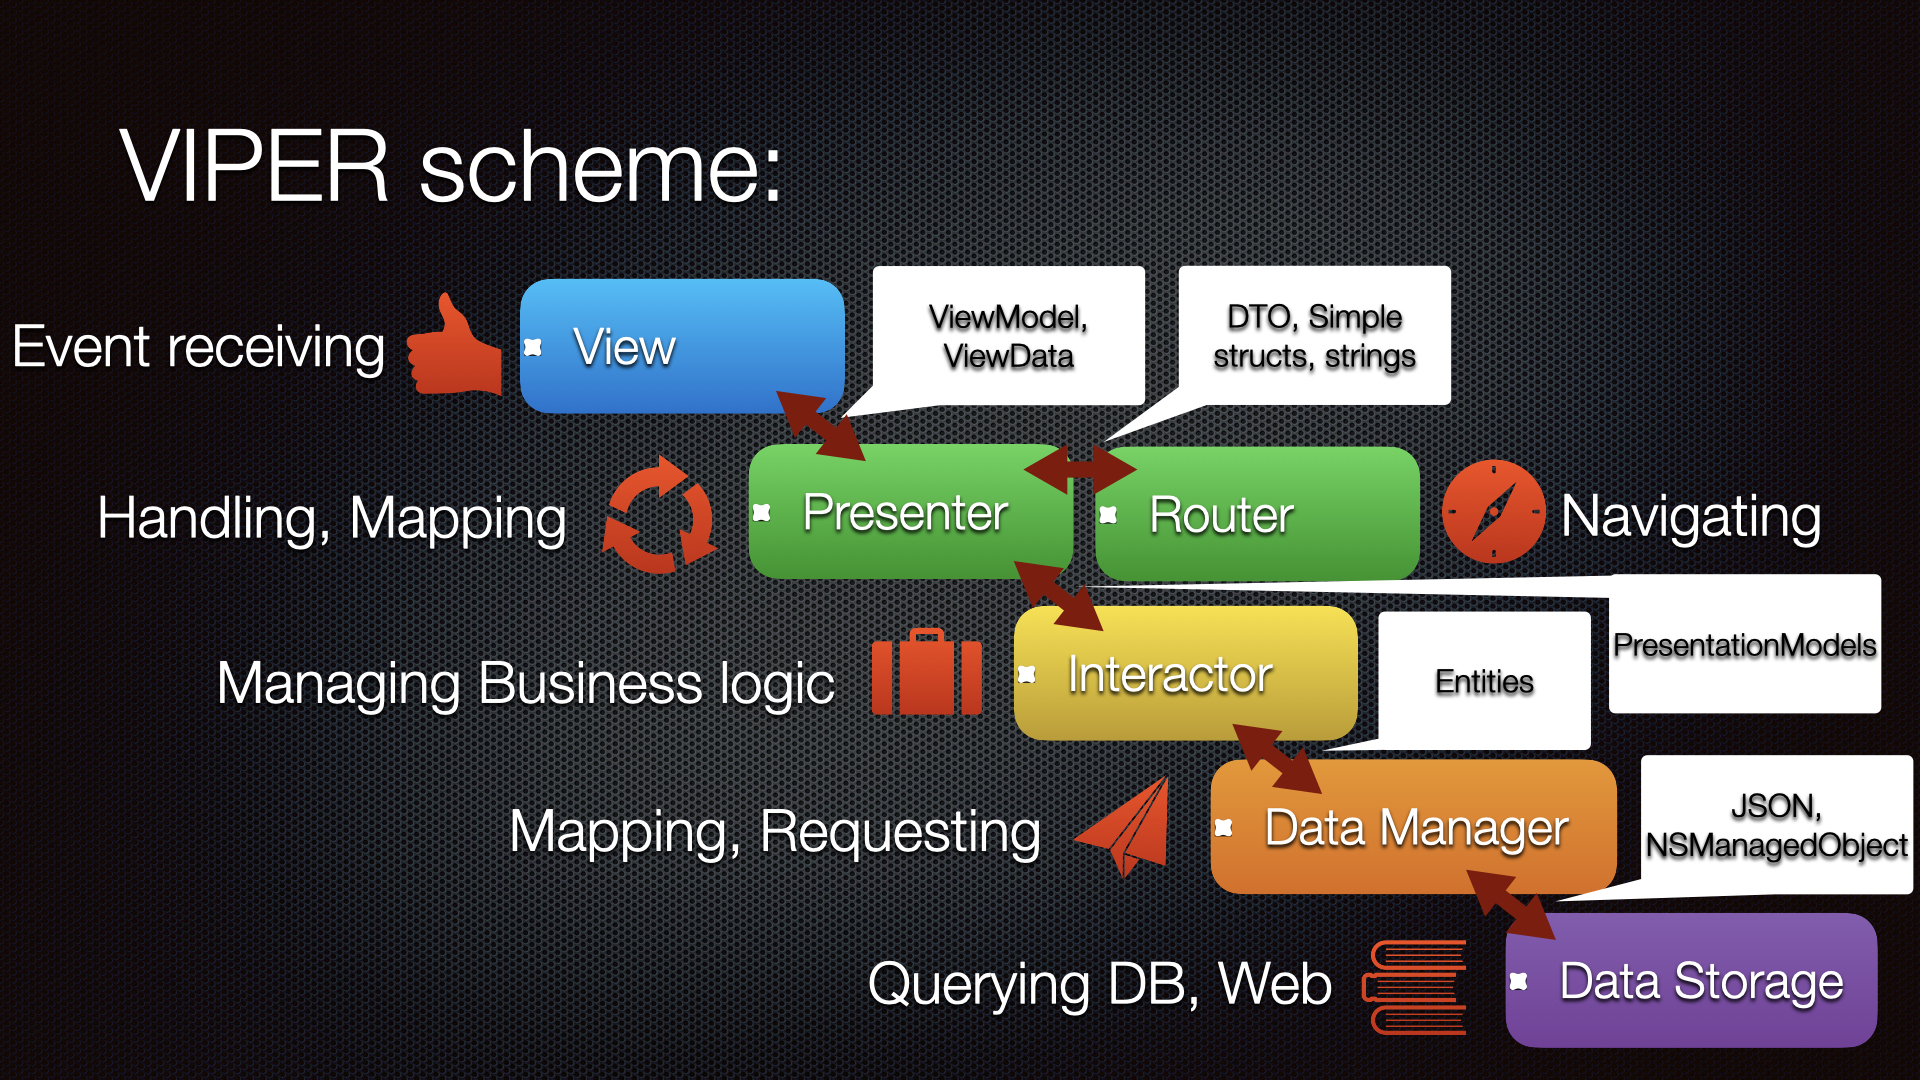 VIPER scheme:
Event receiving
View
ViewModel,
ViewData
DTO, Simple
structs, strings
Handling, Mapping
Presenter
Router
Navigating
Managing Business logic
Interactor
Entities
PresentationModels
Mapping, Requesting
Data Manager
JSON,
NSManagedObject
Querying DB, Web
Data Storage